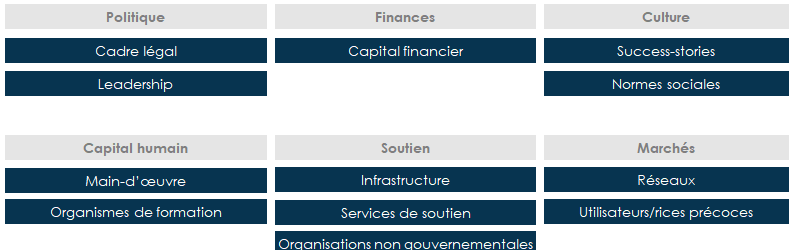 Politique
Cadre légal
Leadership
Finances
Capital financier
Culture
Success-stories
Normes sociales
Capital humain
Main-d'œuvre
Organismes de formation
Soutien
Infrastructure
Services de soutien
Organisations non gouvernementales
Marchés
Réseaux
Utilisateurs/rices précoces